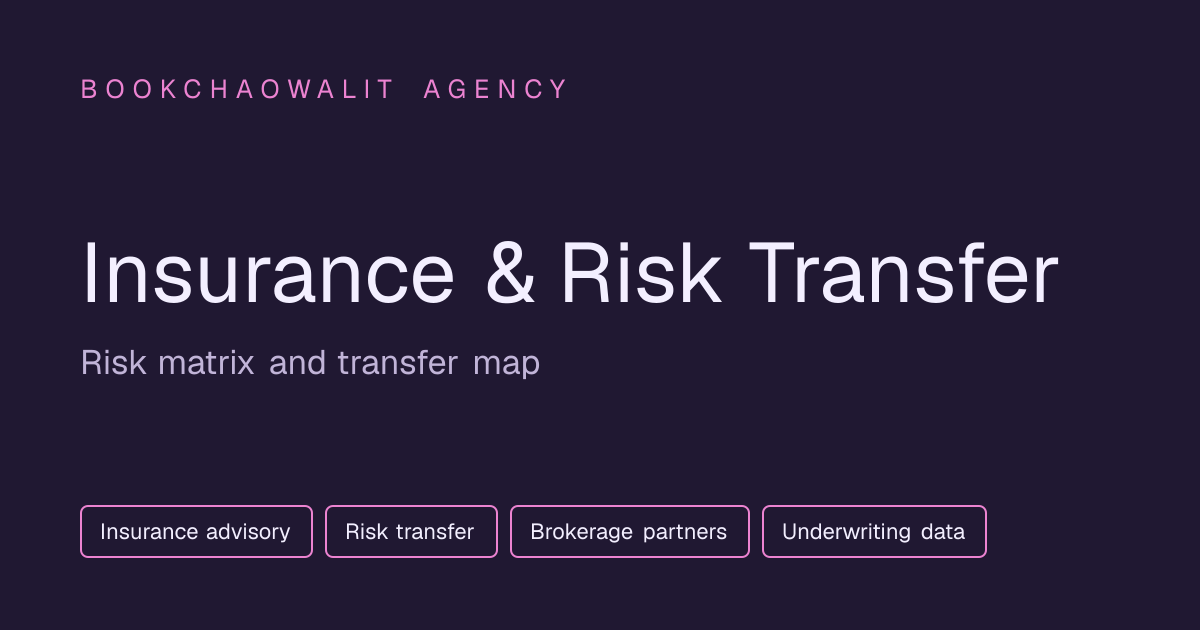 BOOKCHAOWALIT AGENCY
Insurance & Risk Transfer
Risk matrix and transfer map
Insurance advisory
Risk transfer
Brokerage partners
Underwriting data